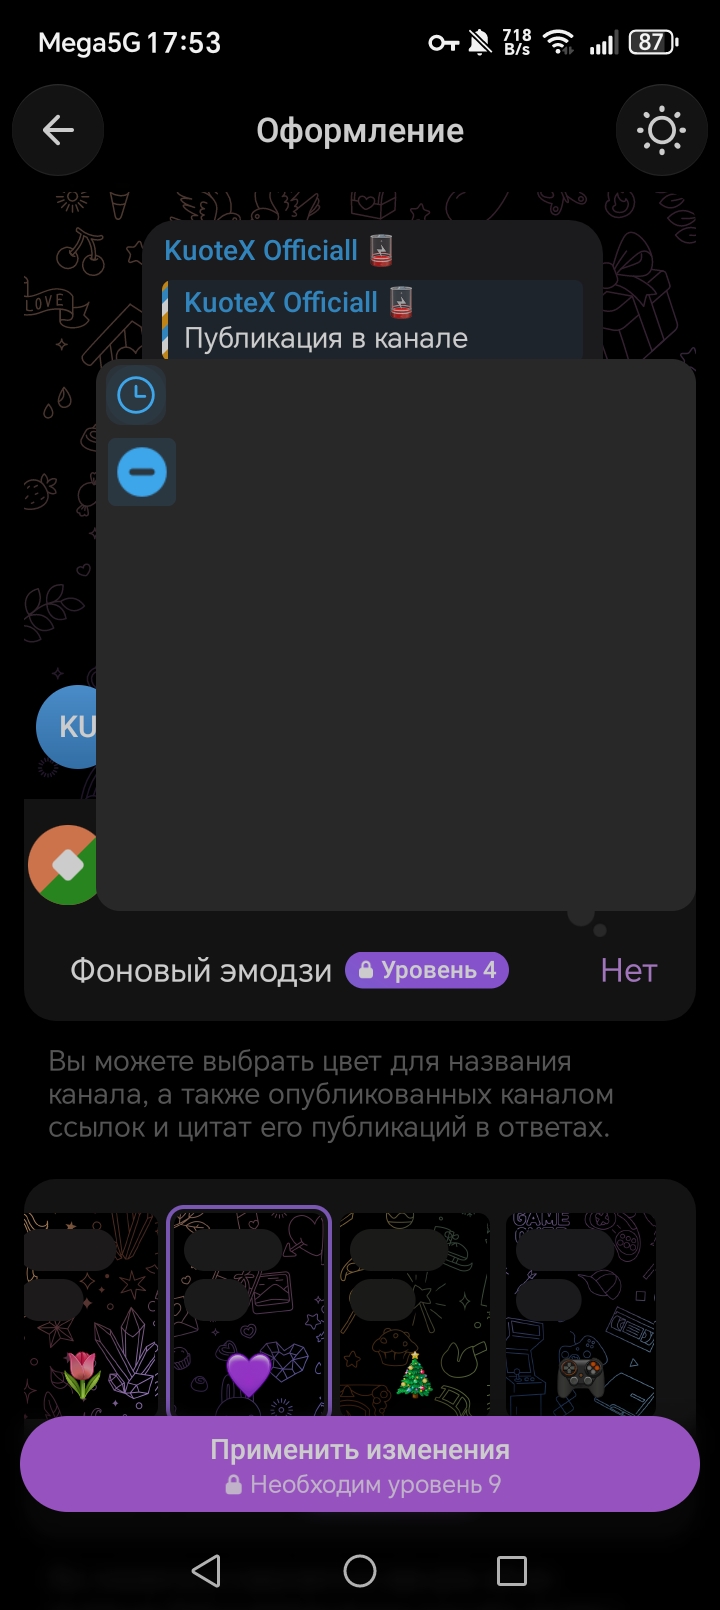 Mega5G 17:53
718 B/s
87
Оформление
LOVE
KuoteX Officiall
KuoteX Officiall
Публикация в канале
KU
Фоновый эмодзи Уровень 4 Нет
Вы можете выбрать цвет для названия
канала, а также опубликованных каналом
ссылок и цитат его публикаций в ответах.
GAME
Применить изменения
Необходим уровень 9